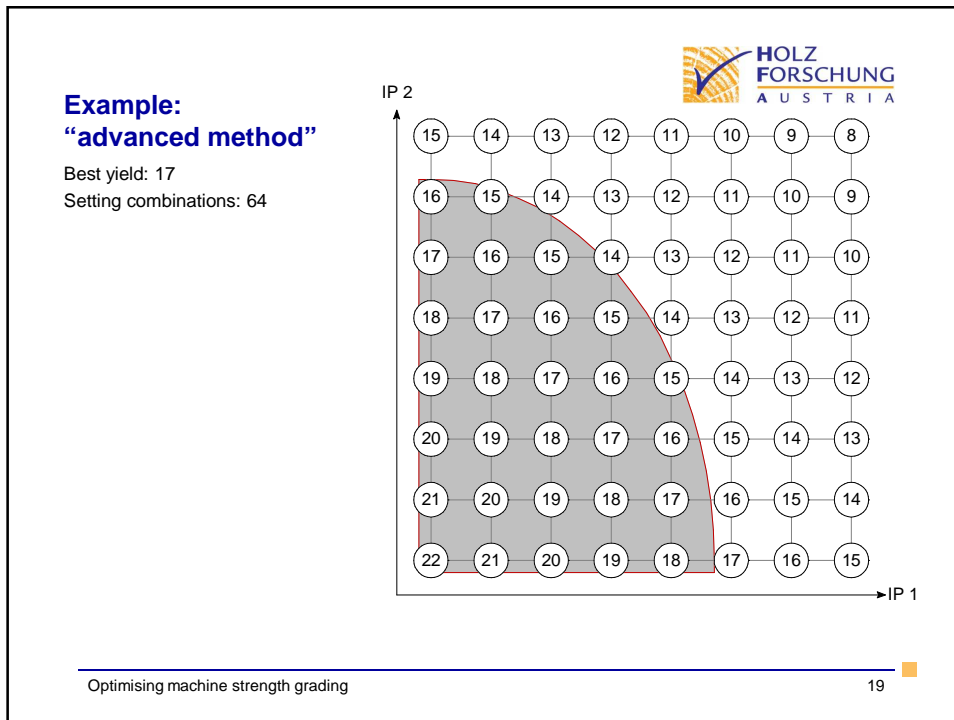 HOLZ
FORSCHUNG
AUSTRIA
Example:
“advanced method”
Best yield: 17
Setting combinations: 64
IP 2
15 14 13 12 11 10 9 8
16 15 14 13 12 11 10 9
17 16 15 14 13 12 11 10
18 17 16 15 14 13 12 11
19 18 17 16 15 14 13 12
20 19 18 17 16 15 14 13
21 20 19 18 17 16 15 14
22 21 20 19 18 17 16 15
IP 1
Optimising machine strength grading 19